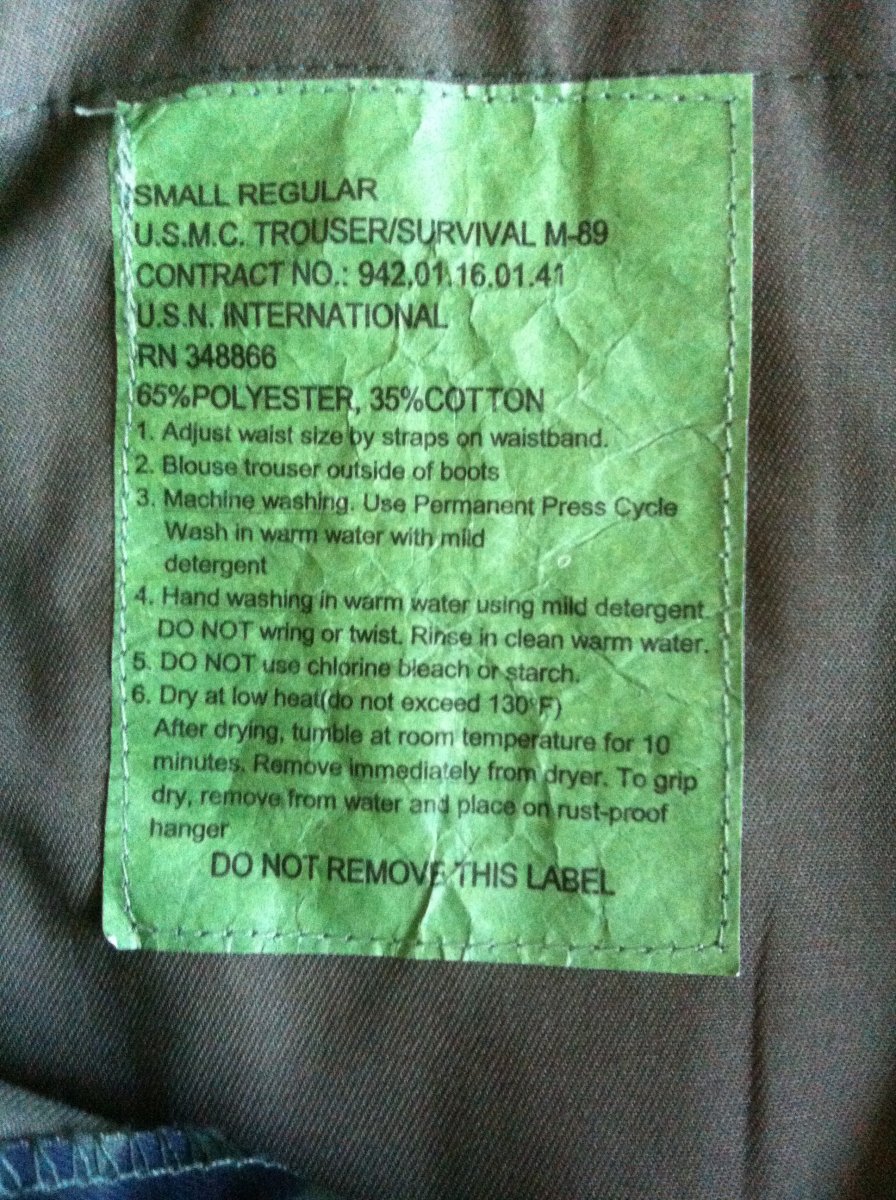 SMALL REGULAR
U.S.M.C. TROUSER/SURVIVAL M-89
CONTRACT NO.: 942,01.16.01.41
U.S.N. INTERNATIONAL
RN 348866
65%POLYESTER, 35%COTTON
1. Adjust waist size by straps on waistband.
2. Blouse trouser outside of boots
3. Machine washing. Use Permanent Press Cycle
Wash in warm water with mild
detergent
4. Hand washing in warm water using mild detergent
DO NOT wring or twist. Rinse in clean warm water.
5. DO NOT use chlorine bleach or starch.
6. Dry at low heat(do not exceed 130°F)
After drying, tumble at room temperature for 10
minutes. Remove immediately from dryer. To grip
dry, remove from water and place on rust-proof
hanger
DO NOT REMOVE THIS LABEL